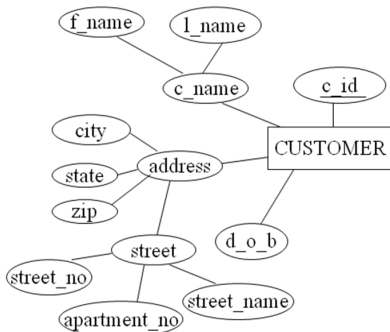 f_name
l_name
c_name
c_id
city
CUSTOMER
address
state
zip
street
d_o_b
street_no
street_name
apartment_no